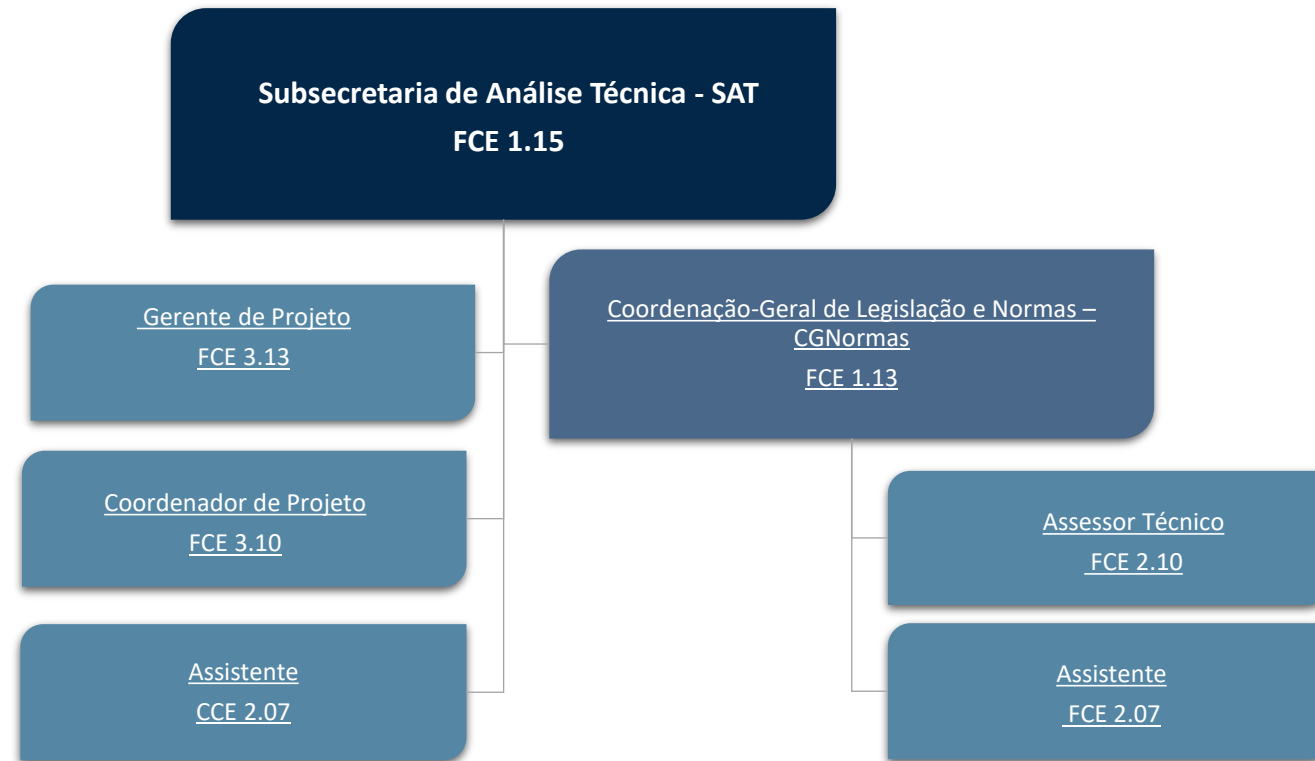 Subsecretaria de Análise Técnica - SAT
FCE 1.15
Gerente de Projeto
FCE 3.13
Coordenação-Geral de Legislação e Normas –
CGNormas
FCE 1.13
Coordenador de Projeto
FCE 3.10
Assessor Técnico
FCE 2.10
Assistente
CCE 2.07
Assistente
FCE 2.07